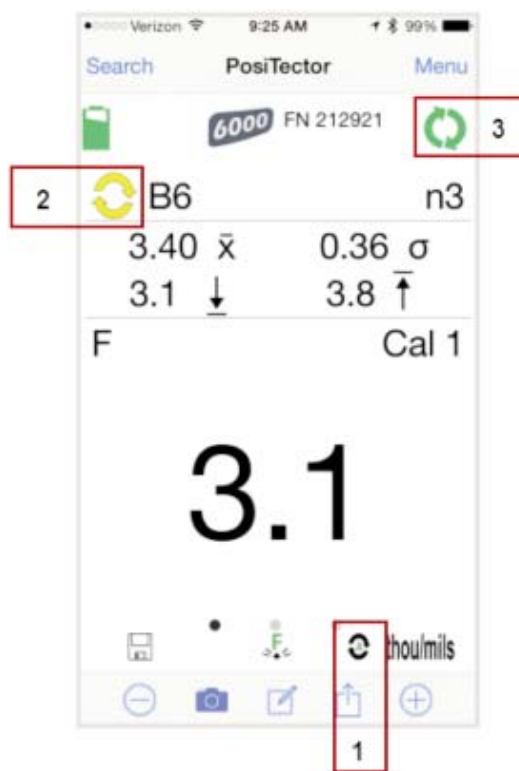 Verizon 9:25 AM 99%
Search PosiTector Menu
6000 FN 212921 3
2 B6 n3
3.40 x̄ 0.36 σ
3.1 ↓ 3.8 ↑
F Cal 1
3.1
F thou/mils
1